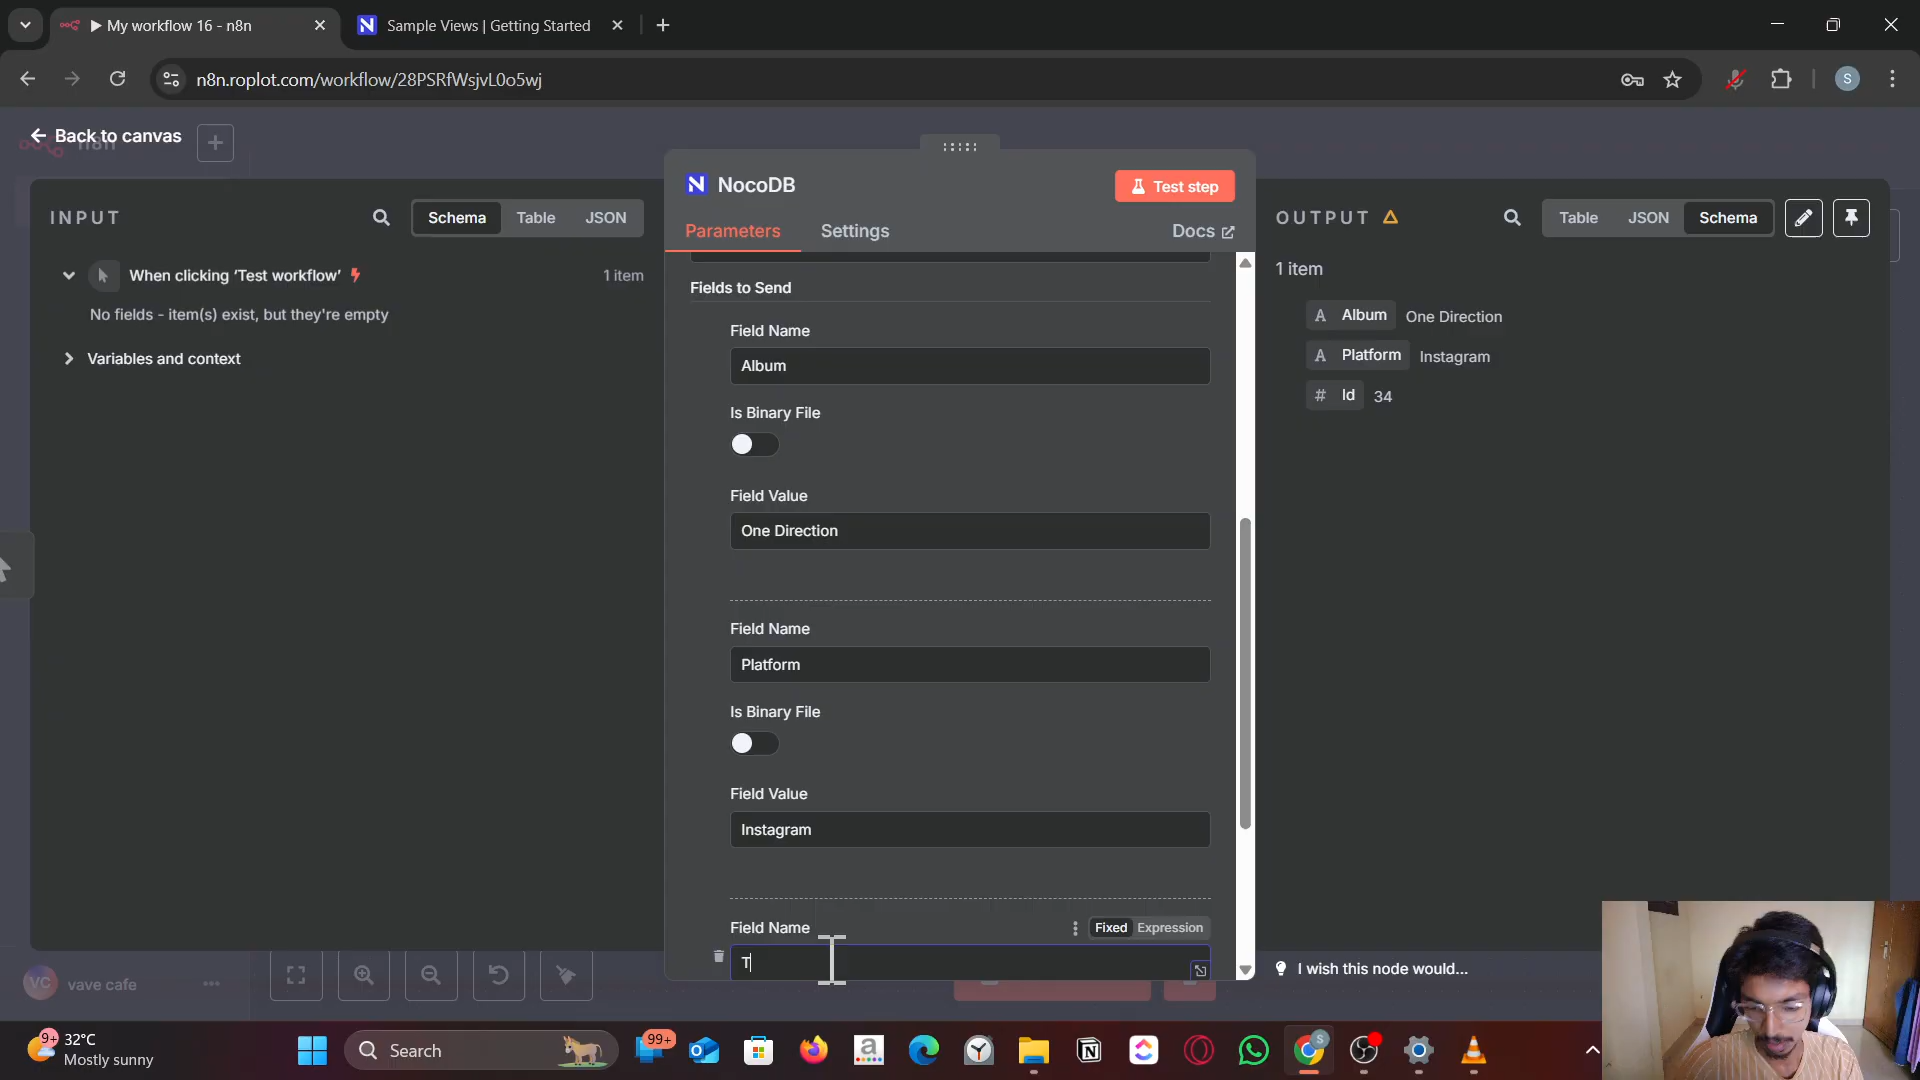 My workflow 16 - n8n
Sample Views | Getting Started
n8n.roplot.com/workflow/28PSRfWsjvL0o5wj
S
Back to canvas
n8n
INPUT
Schema
Table
JSON
When clicking ‘Test workflow’
1 item
No fields - item(s) exist, but they're empty
Variables and context
NocoDB
Test step
Parameters
Settings
Docs
Fields to Send
Field Name
Album
Is Binary File
Field Value
One Direction
Field Name
Platform
Is Binary File
Field Value
Instagram
Field Name
Fixed
Expression
T
OUTPUT
Table
JSON
Schema
1 item
A Album One Direction
A Platform Instagram
# Id 34
I wish this node would...
VC
vave cafe
9+
32°C
Mostly sunny
Search
99+
S